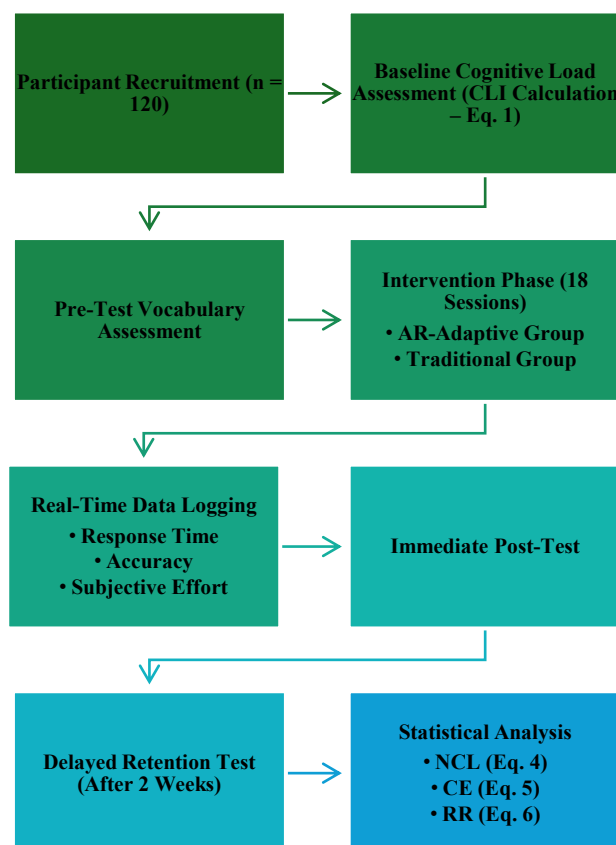 Participant Recruitment (n =
120)
Baseline Cognitive Load
Assessment (CLI Calculation
– Eq. 1)
Pre-Test Vocabulary
Assessment
Intervention Phase (18
Sessions)
• AR-Adaptive Group
• Traditional Group
Real-Time Data Logging
• Response Time
• Accuracy
• Subjective Effort
Immediate Post-Test
Delayed Retention Test
(After 2 Weeks)
Statistical Analysis
• NCL (Eq. 4)
• CE (Eq. 5)
• RR (Eq. 6)